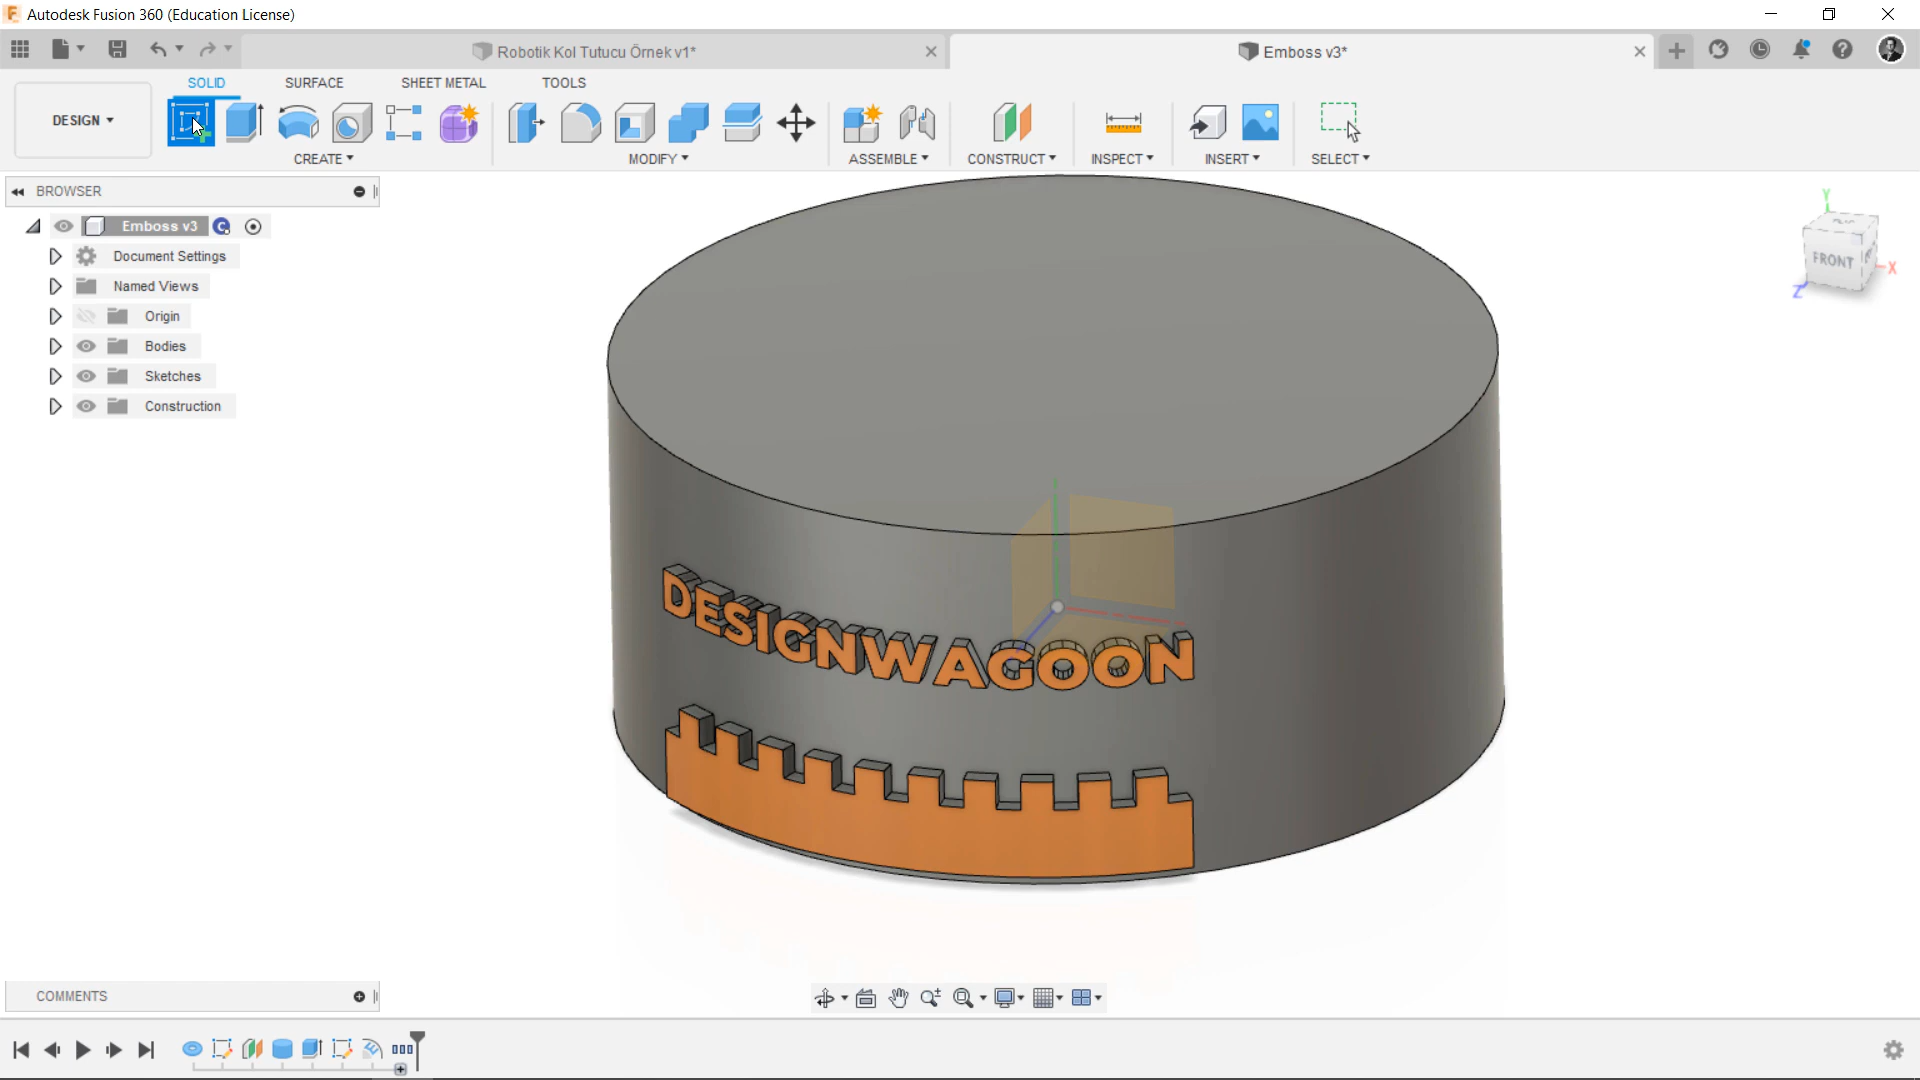 Autodesk Fusion 360 (Education License)
Robotik Kol Tutucu Örnek v1*
Emboss v3*
SOLID
SURFACE
SHEET METAL
TOOLS
DESIGN
CREATE
MODIFY
ASSEMBLE
CONSTRUCT
INSPECT
INSERT
SELECT
BROWSER
Emboss v3
Document Settings
Named Views
Origin
Bodies
Sketches
Construction
Y
FRONT
X
Z
DESIGNWAGOON
COMMENTS